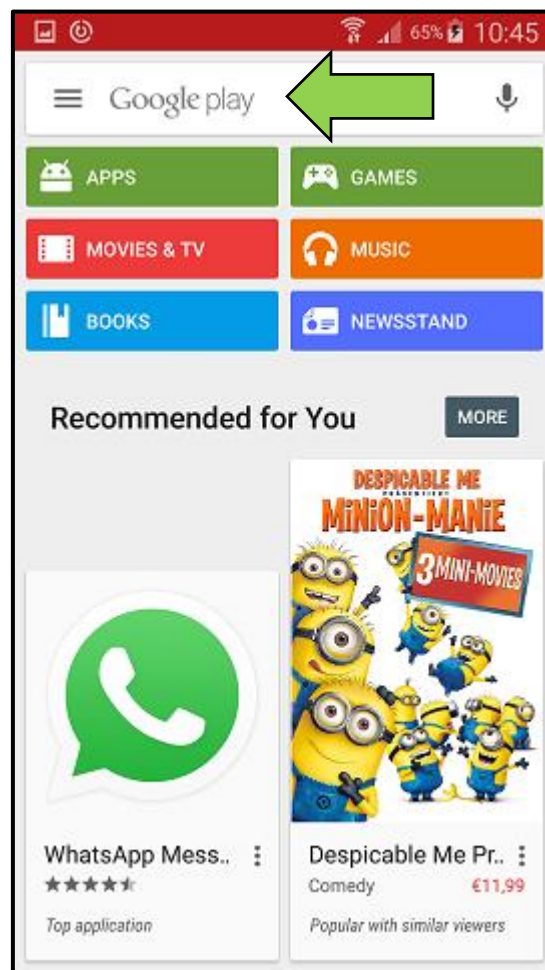 65% 10:45
Google play
APPS
GAMES
MOVIES & TV
MUSIC
BOOKS
NEWSSTAND
Recommended for You
MORE
DESPICABLE ME
PRÄSENTIERT
MINION-MANIE
3 MINI-MOVIES
WhatsApp Mess..
Top application
Despicable Me Pr..
Comedy €11,99
Popular with similar viewers